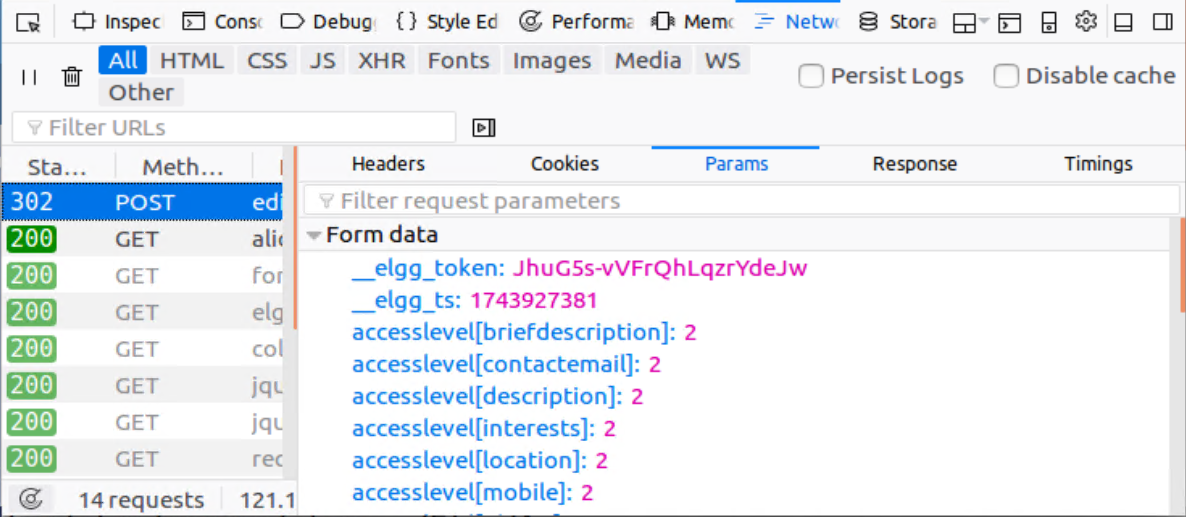 Inspec Consc Debug { } Style Ed Performa Memo Netwo Stora
All HTML CSS JS XHR Fonts Images Media WS
Persist Logs Disable cache
Other
Filter URLs
Sta... Meth...
Headers Cookies Params Response Timings
302 POST edi
Filter request parameters
200 GET alic
Form data
200 GET for
__elgg_token: JhuG5s-vVFrQhLqzrYdeJw
200 GET elg
__elgg_ts: 1743927381
200 GET col
accesslevel[briefdescription]: 2
200 GET jqu
accesslevel[contactemail]: 2
200 GET jqu
accesslevel[description]: 2
200 GET rec
accesslevel[interests]: 2
accesslevel[location]: 2
accesslevel[mobile]: 2
14 requests 121.1